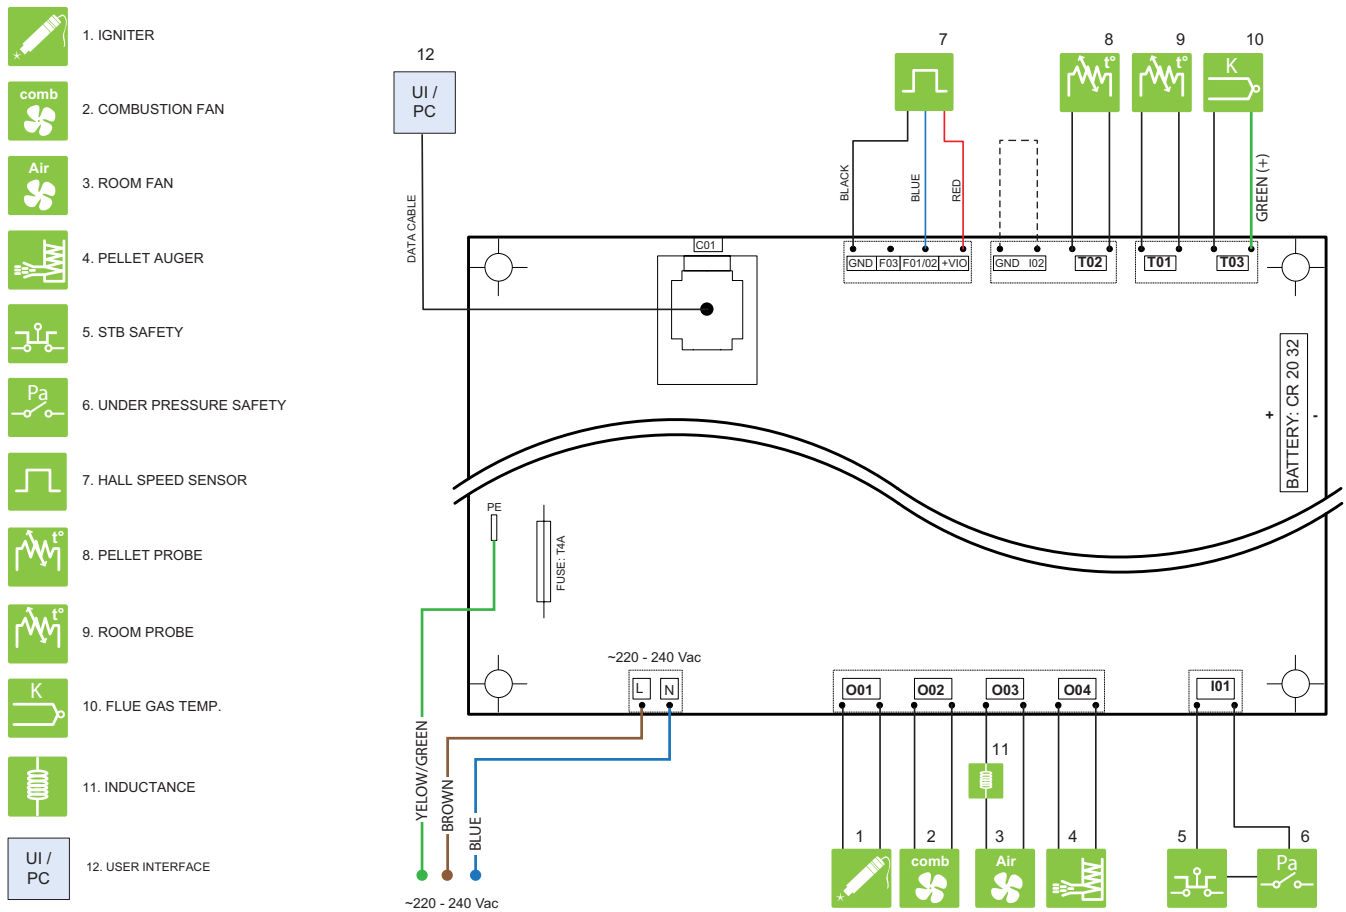 1. IGNITER
comb
2. COMBUSTION FAN
Air
3. ROOM FAN
4. PELLET AUGER
5. STB SAFETY
Pa
6. UNDER PRESSURE SAFETY
7. HALL SPEED SENSOR
t°
8. PELLET PROBE
t°
9. ROOM PROBE
K
10. FLUE GAS TEMP.
11. INDUCTANCE
UI /
PC
12. USER INTERFACE
12
UI /
PC
DATA CABLE
7
8
t°
9
t°
10
K
BLACK
BLUE
RED
GREEN (+)
C01
GND F03 F01/02 +VIO
GND I02
T02
T01
T03
+ BATTERY: CR 20 32 -
PE
FUSE: T4A
~220 - 240 Vac
L N
O01
O02
O03
O04
I01
YELOW/GREEN
BROWN
BLUE
~220 - 240 Vac
11
1
2
comb
3
Air
4
5
6
Pa